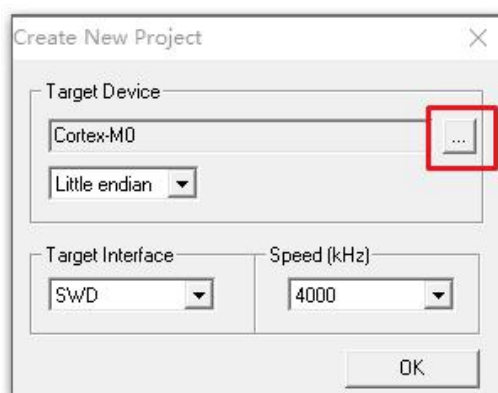 Create New Project
Target Device
Cortex-M0
...
Little endian
Target Interface
Speed (kHz)
SWD
4000
OK